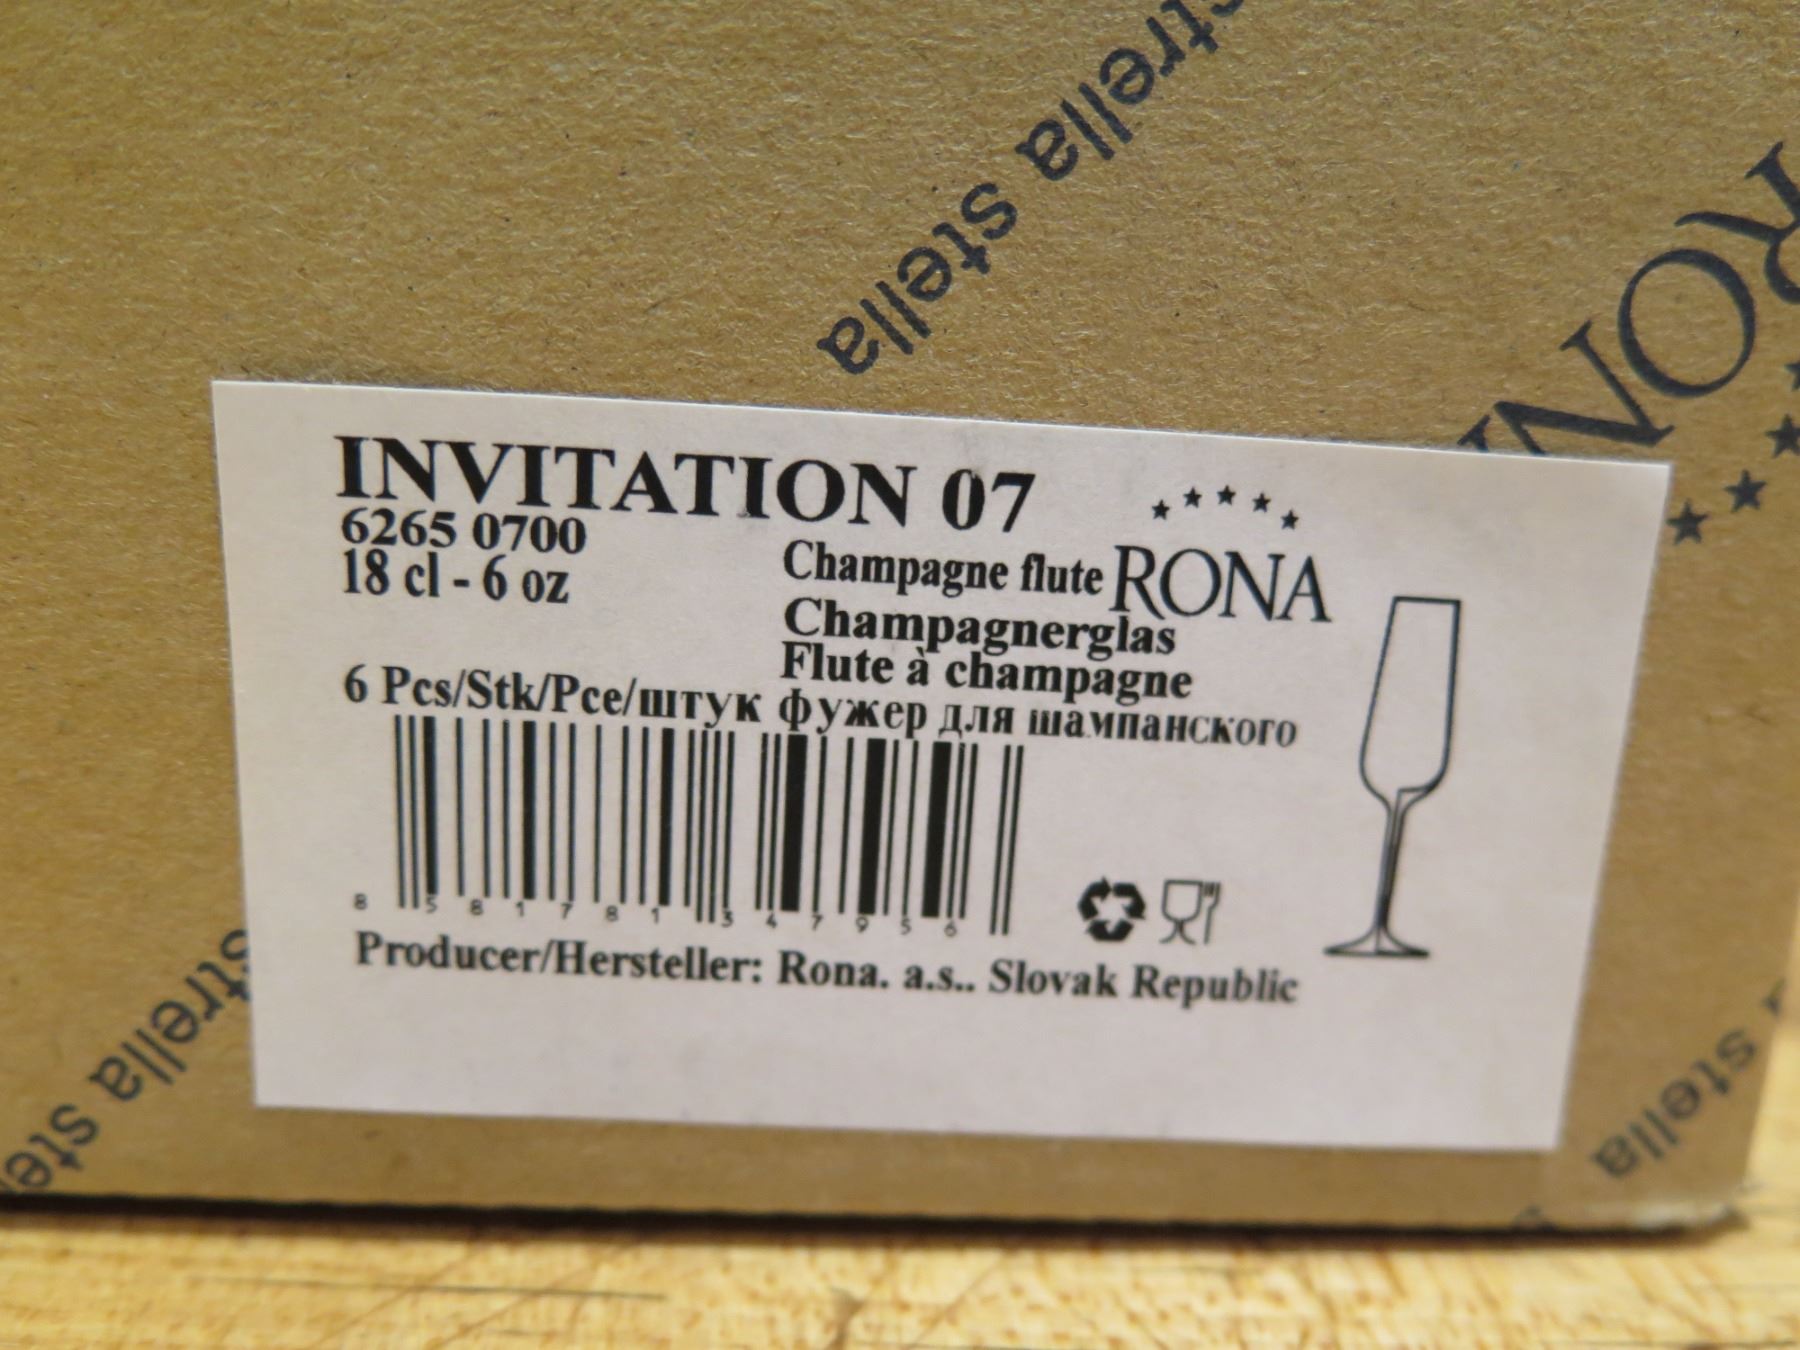 stella stella
RONA
INVITATION 07
6265 0700
18 cl - 6 oz
RONA
Champagne flute
Champagnerglas
Flute à champagne
6 Pcs/Stk/Pce/штук фужер для шампанского
8 581781 347956
Producer/Hersteller: Rona. a.s.. Slovak Republic
stella
stella